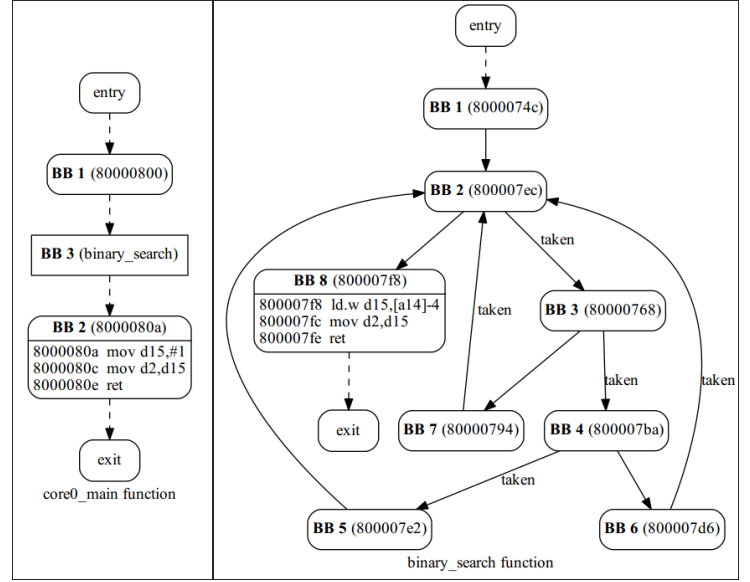 entry
BB 1 (80000800)
BB 3 (binary_search)
BB 2 (8000080a)
8000080a mov d15,#1
8000080c mov d2,d15
8000080e ret
exit
core0_main function
entry
BB 1 (8000074c)
BB 2 (800007ec)
taken
BB 8 (800007f8)
800007f8 ld.w d15,[a14]-4
800007fc mov d2,d15
800007fe ret
taken
BB 3 (80000768)
taken
taken
exit
BB 7 (80000794)
BB 4 (800007ba)
taken
BB 5 (800007e2)
BB 6 (800007d6)
binary_search function